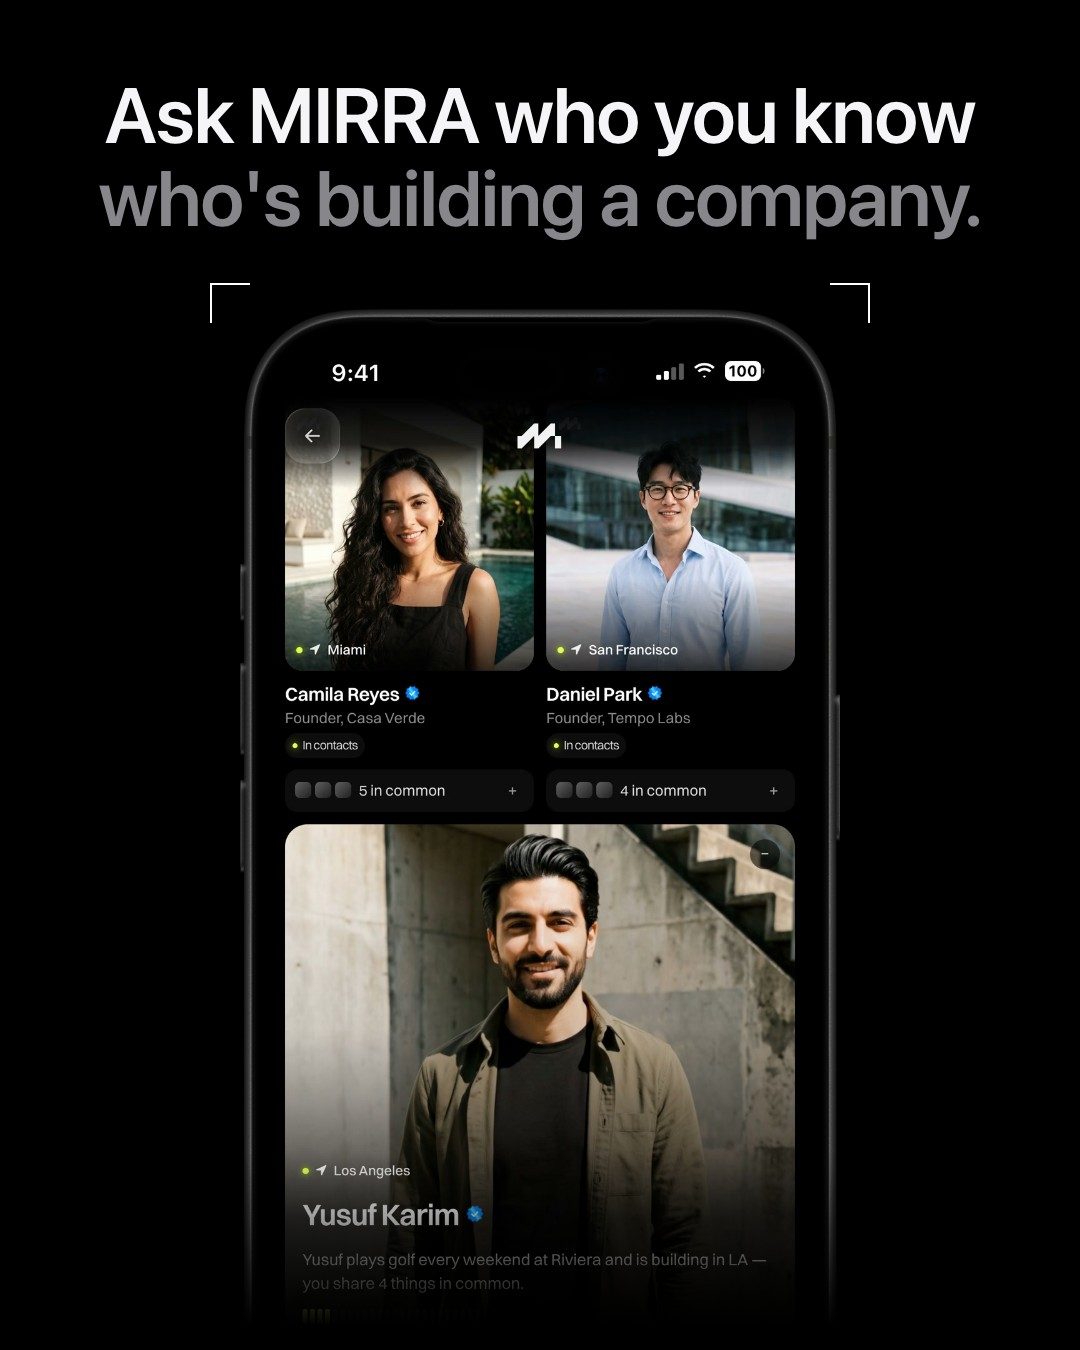 Ask MIRRA who you know
who's building a company.
9:41
100
Miami
San Francisco
Camila Reyes
Daniel Park
Founder, Casa Verde
Founder, Tempo Labs
In contacts
In contacts
5 in common
+
4 in common
+
Los Angeles
Yusuf Karim
Yusuf plays golf every weekend at Riviera and is building in LA —
you share 4 things in common.